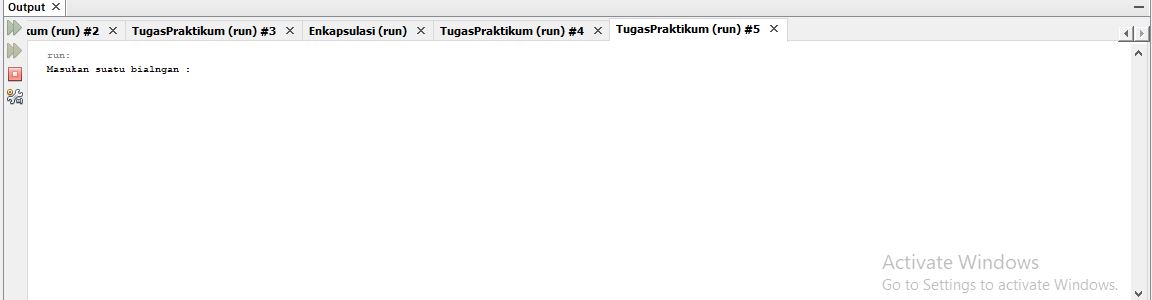 Output
kum (run) #2 TugasPraktikum (run) #3 Enkapsulasi (run) TugasPraktikum (run) #4 TugasPraktikum (run) #5
run:
Masukan suatu bialngan :
Activate Windows
Go to Settings to activate Windows.